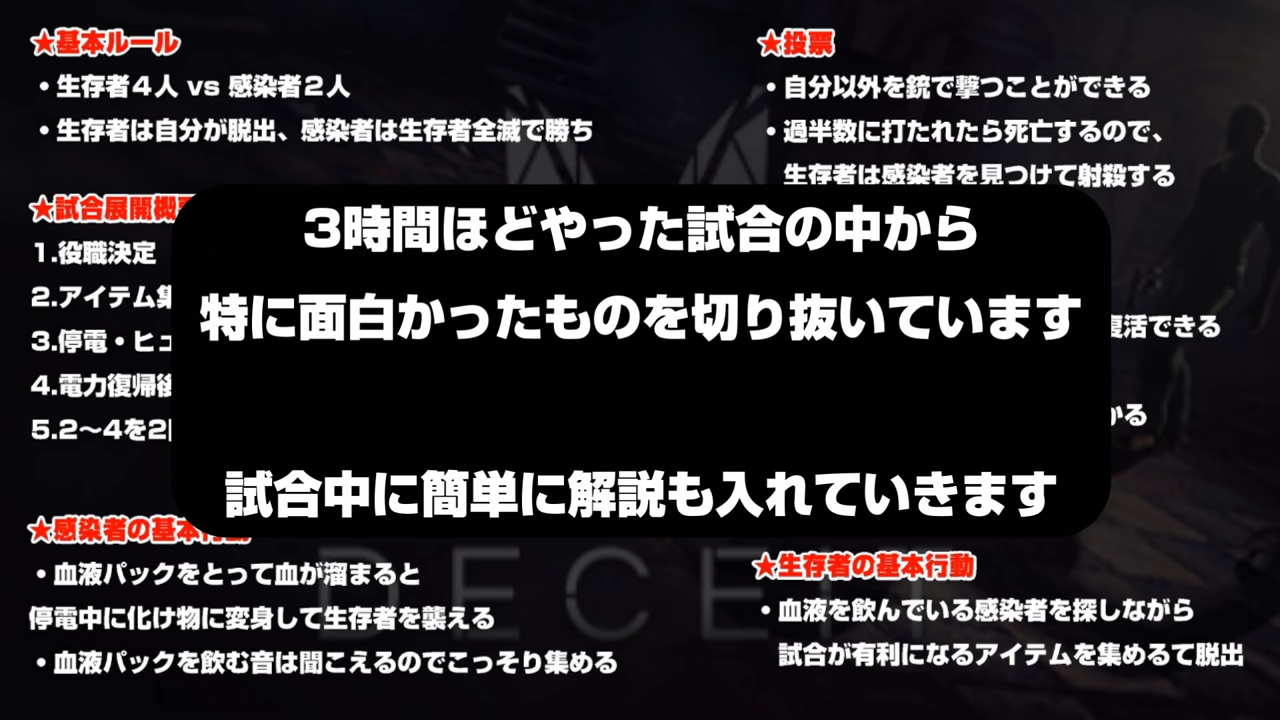 ★基本ルール
・生存者４人 vs 感染者２人
・生存者は自分が脱出、感染者は生存者全滅で勝ち
★試合展開概
1.役職決定
2.アイテム集
3.停電・ヒュ
4.電力復帰後
5.2〜4を2
★感染者の基本行動
・血液パックをとって血が溜まると
停電中に化け物に変身して生存者を襲える
・血液パックを飲む音は聞こえるのでこっそり集める
★投票
・自分以外を銃で撃つことができる
・過半数に打たれたら死亡するので、
生存者は感染者を見つけて射殺する
復活できる
かる
★生存者の基本行動
・血液を飲んでいる感染者を探しながら
試合が有利になるアイテムを集めるて脱出
3時間ほどやった試合の中から
特に面白かったものを切り抜いています
試合中に簡単に解説も入れていきます
DECEIT